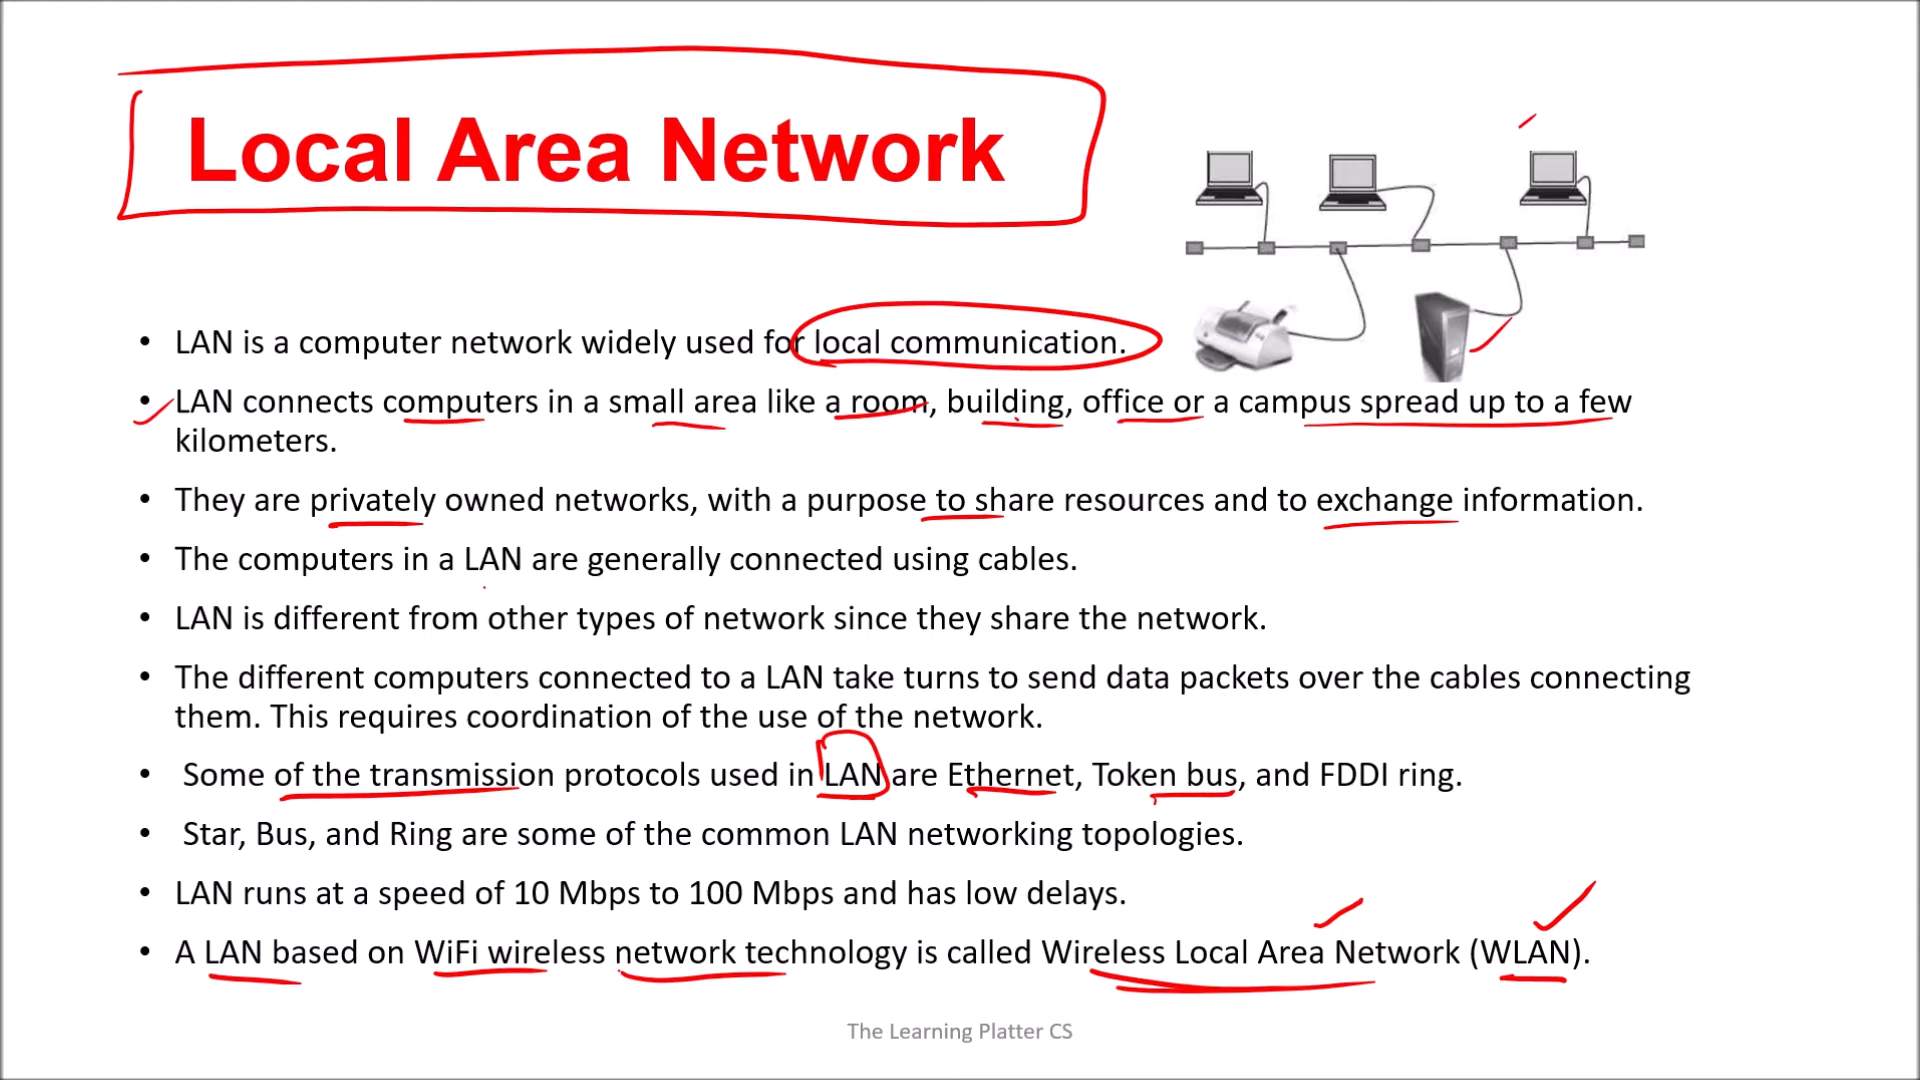 Local Area Network
• LAN is a computer network widely used for local communication.
• LAN connects computers in a small area like a room, building, office or a campus spread up to a few
kilometers.
• They are privately owned networks, with a purpose to share resources and to exchange information.
• The computers in a LAN are generally connected using cables.
• LAN is different from other types of network since they share the network.
• The different computers connected to a LAN take turns to send data packets over the cables connecting
them. This requires coordination of the use of the network.
• Some of the transmission protocols used in LAN are Ethernet, Token bus, and FDDI ring.
• Star, Bus, and Ring are some of the common LAN networking topologies.
• LAN runs at a speed of 10 Mbps to 100 Mbps and has low delays.
• A LAN based on WiFi wireless network technology is called Wireless Local Area Network (WLAN).
The Learning Platter CS